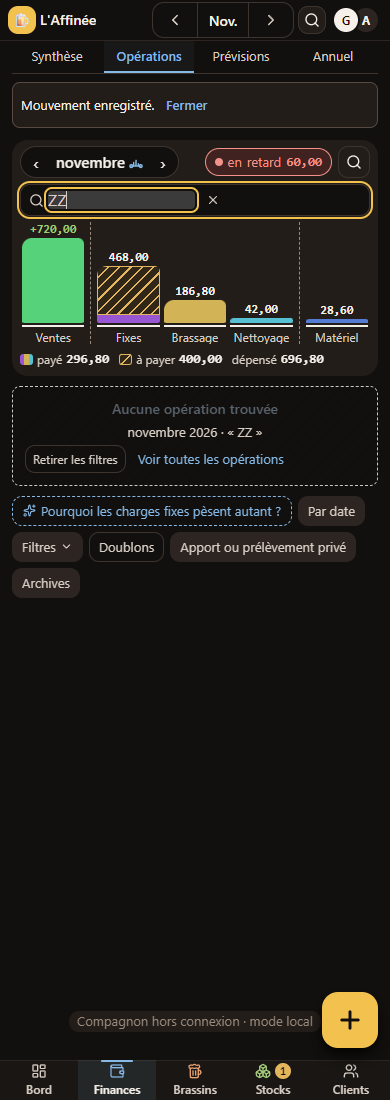 L'Affinée
Nov.
G A
Synthèse Opérations Prévisions Annuel
Mouvement enregistré. Fermer
‹ novembre › en retard 60,00
ZZ ×
+720,00 468,00 186,80 42,00 28,60
Ventes Fixes Brassage Nettoyage Matériel
payé 296,80 à payer 400,00 dépensé 696,80
Aucune opération trouvée
novembre 2026 · « ZZ »
Retirer les filtres Voir toutes les opérations
Pourquoi les charges fixes pèsent autant ? Par date
Filtres Doublons Apport ou prélèvement privé
Archives
Compagnon hors connexion · mode local
+
1
Bord Finances Brassins Stocks Clients